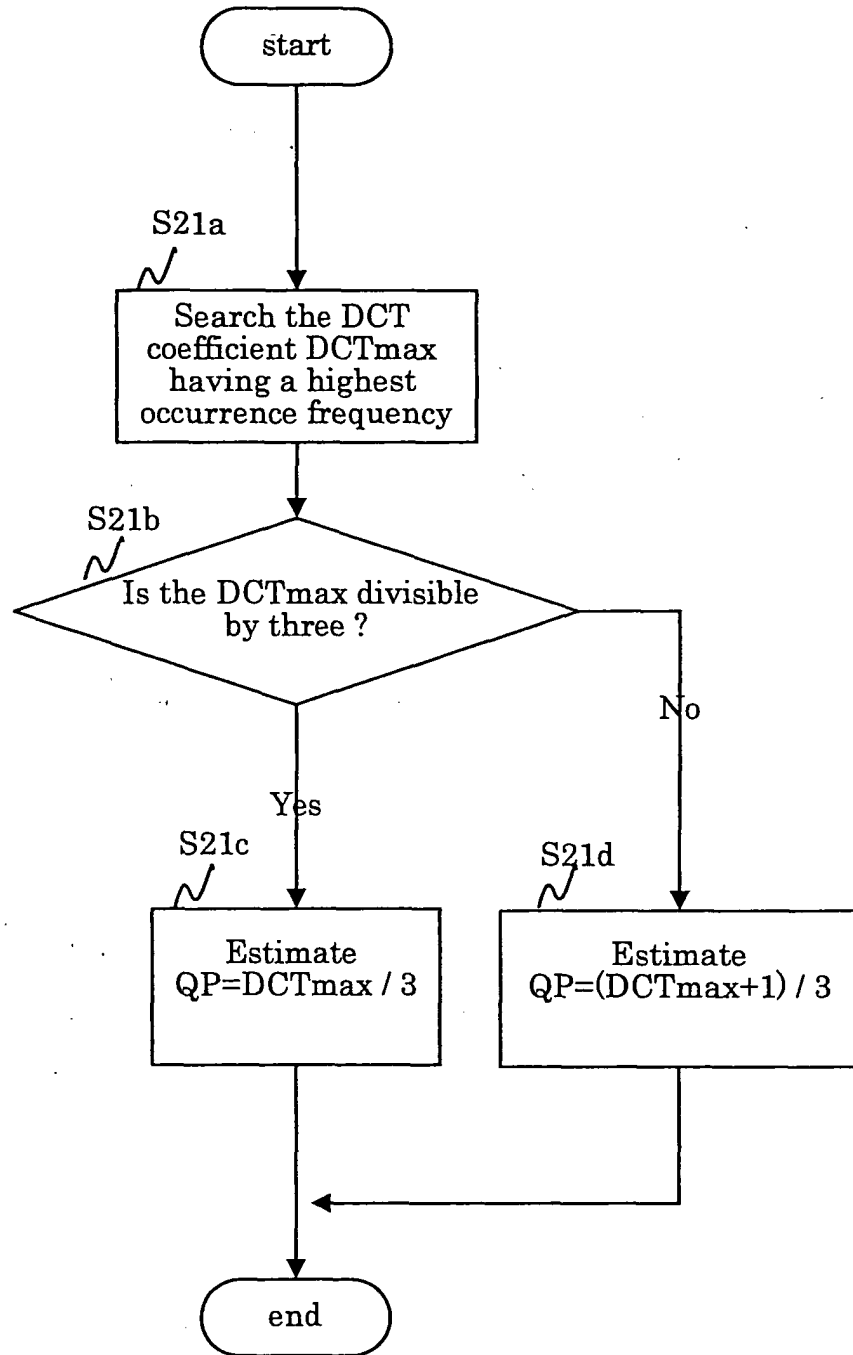 start
S21a
Search the DCT
coefficient DCTmax
having a highest
occurrence frequency
S21b
Is the DCTmax divisible
by three ?
No
Yes
S21c
Estimate
QP=DCTmax / 3
S21d
Estimate
QP=(DCTmax+1) / 3
end